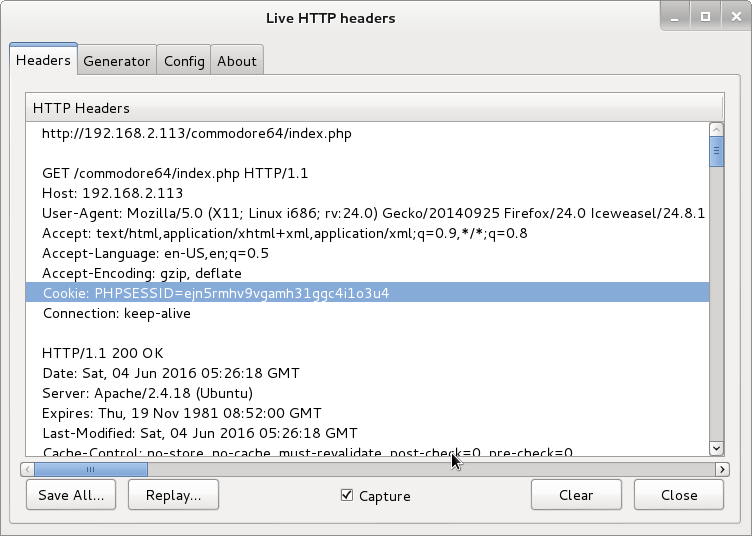 Live HTTP headers
Headers Generator Config About
HTTP Headers
http://192.168.2.113/commodore64/index.php
GET /commodore64/index.php HTTP/1.1
Host: 192.168.2.113
User-Agent: Mozilla/5.0 (X11; Linux i686; rv:24.0) Gecko/20140925 Firefox/24.0 Iceweasel/24.8.1
Accept: text/html,application/xhtml+xml,application/xml;q=0.9,*/*;q=0.8
Accept-Language: en-US,en;q=0.5
Accept-Encoding: gzip, deflate
Cookie: PHPSESSID=ejn5rmhv9vgamh31ggc4i1o3u4
Connection: keep-alive
HTTP/1.1 200 OK
Date: Sat, 04 Jun 2016 05:26:18 GMT
Server: Apache/2.4.18 (Ubuntu)
Expires: Thu, 19 Nov 1981 08:52:00 GMT
Last-Modified: Sat, 04 Jun 2016 05:26:18 GMT
Cache-Control: no-store, no-cache, must-revalidate, post-check=0, pre-check=0
Save All... Replay... Capture Clear Close